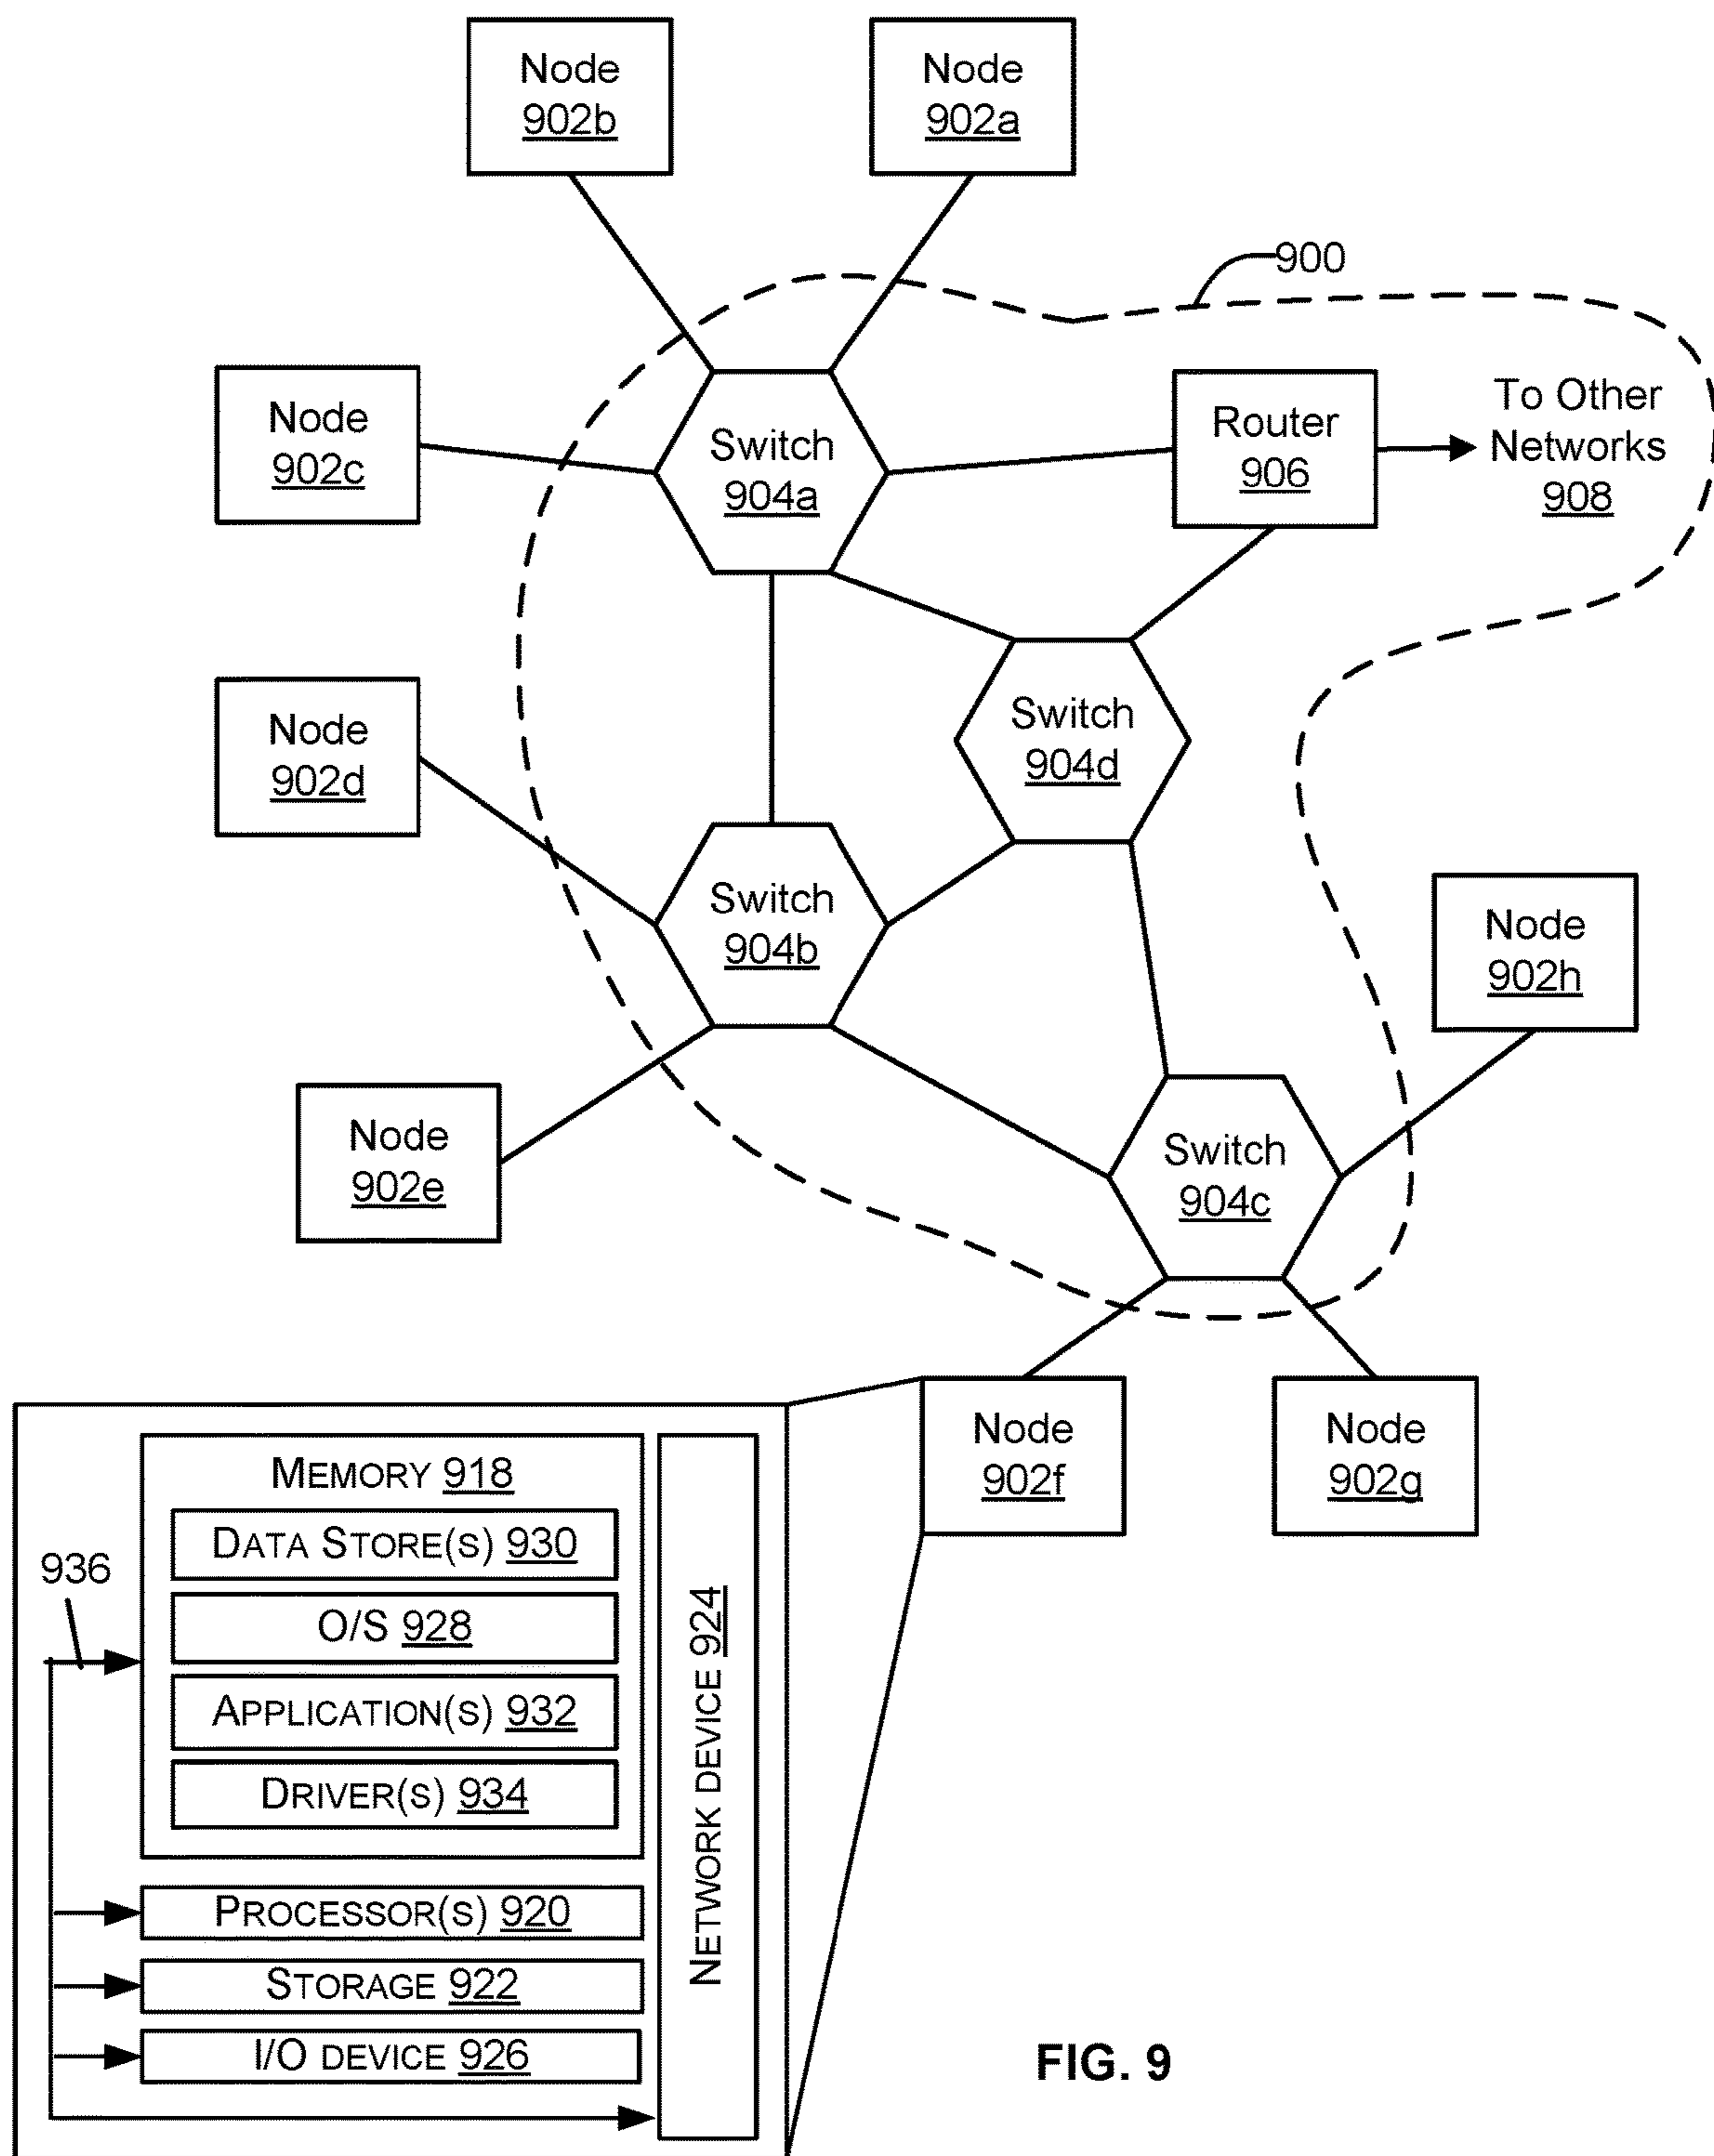 Node
902b
Node
902a
900
Node
902c
Switch
904a
Router
906
To Other
Networks
908
Node
902d
Switch
904d
Switch
904b
Node
902h
Node
902e
Switch
904c
Node
902f
Node
902g
MEMORY 918
DATA STORE(S) 930
936
O/S 928
APPLICATION(S) 932
DRIVER(S) 934
NETWORK DEVICE 924
PROCESSOR(S) 920
STORAGE 922
I/O DEVICE 926
FIG. 9